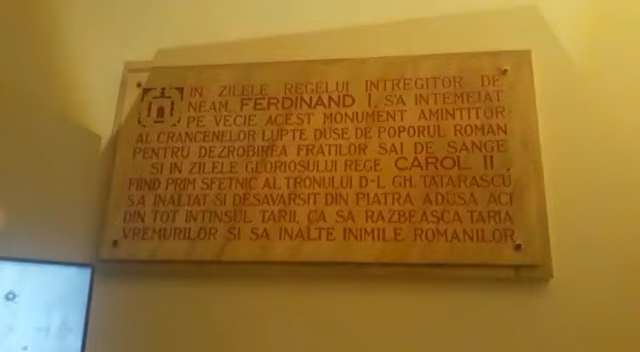 IN ZILELE REGELUI INTREGITOR DE
NEAM, FERDINAND I, S'A INTEMEIAT
PE VECIE ACEST MONUMENT AMINTITOR
AL CRANCENELOR LUPTE DUSE DE POPORUL ROMAN
PENTRU DEZROBIREA FRATILOR SAI DE SANGE
SI IN ZILELE GLORIOSULUI REGE CAROL II,
FIIND PRIM SFETNIC AL TRONULUI D-L GH. TATARASCU
S'A INALTAT SI DESAVARSIT DIN PIATRA ADUSA ACI
DIN TOT INTINSUL TARII, CA SA RAZBEASCA TARIA
VREMURILOR SI SA INALTE INIMILE ROMANILOR